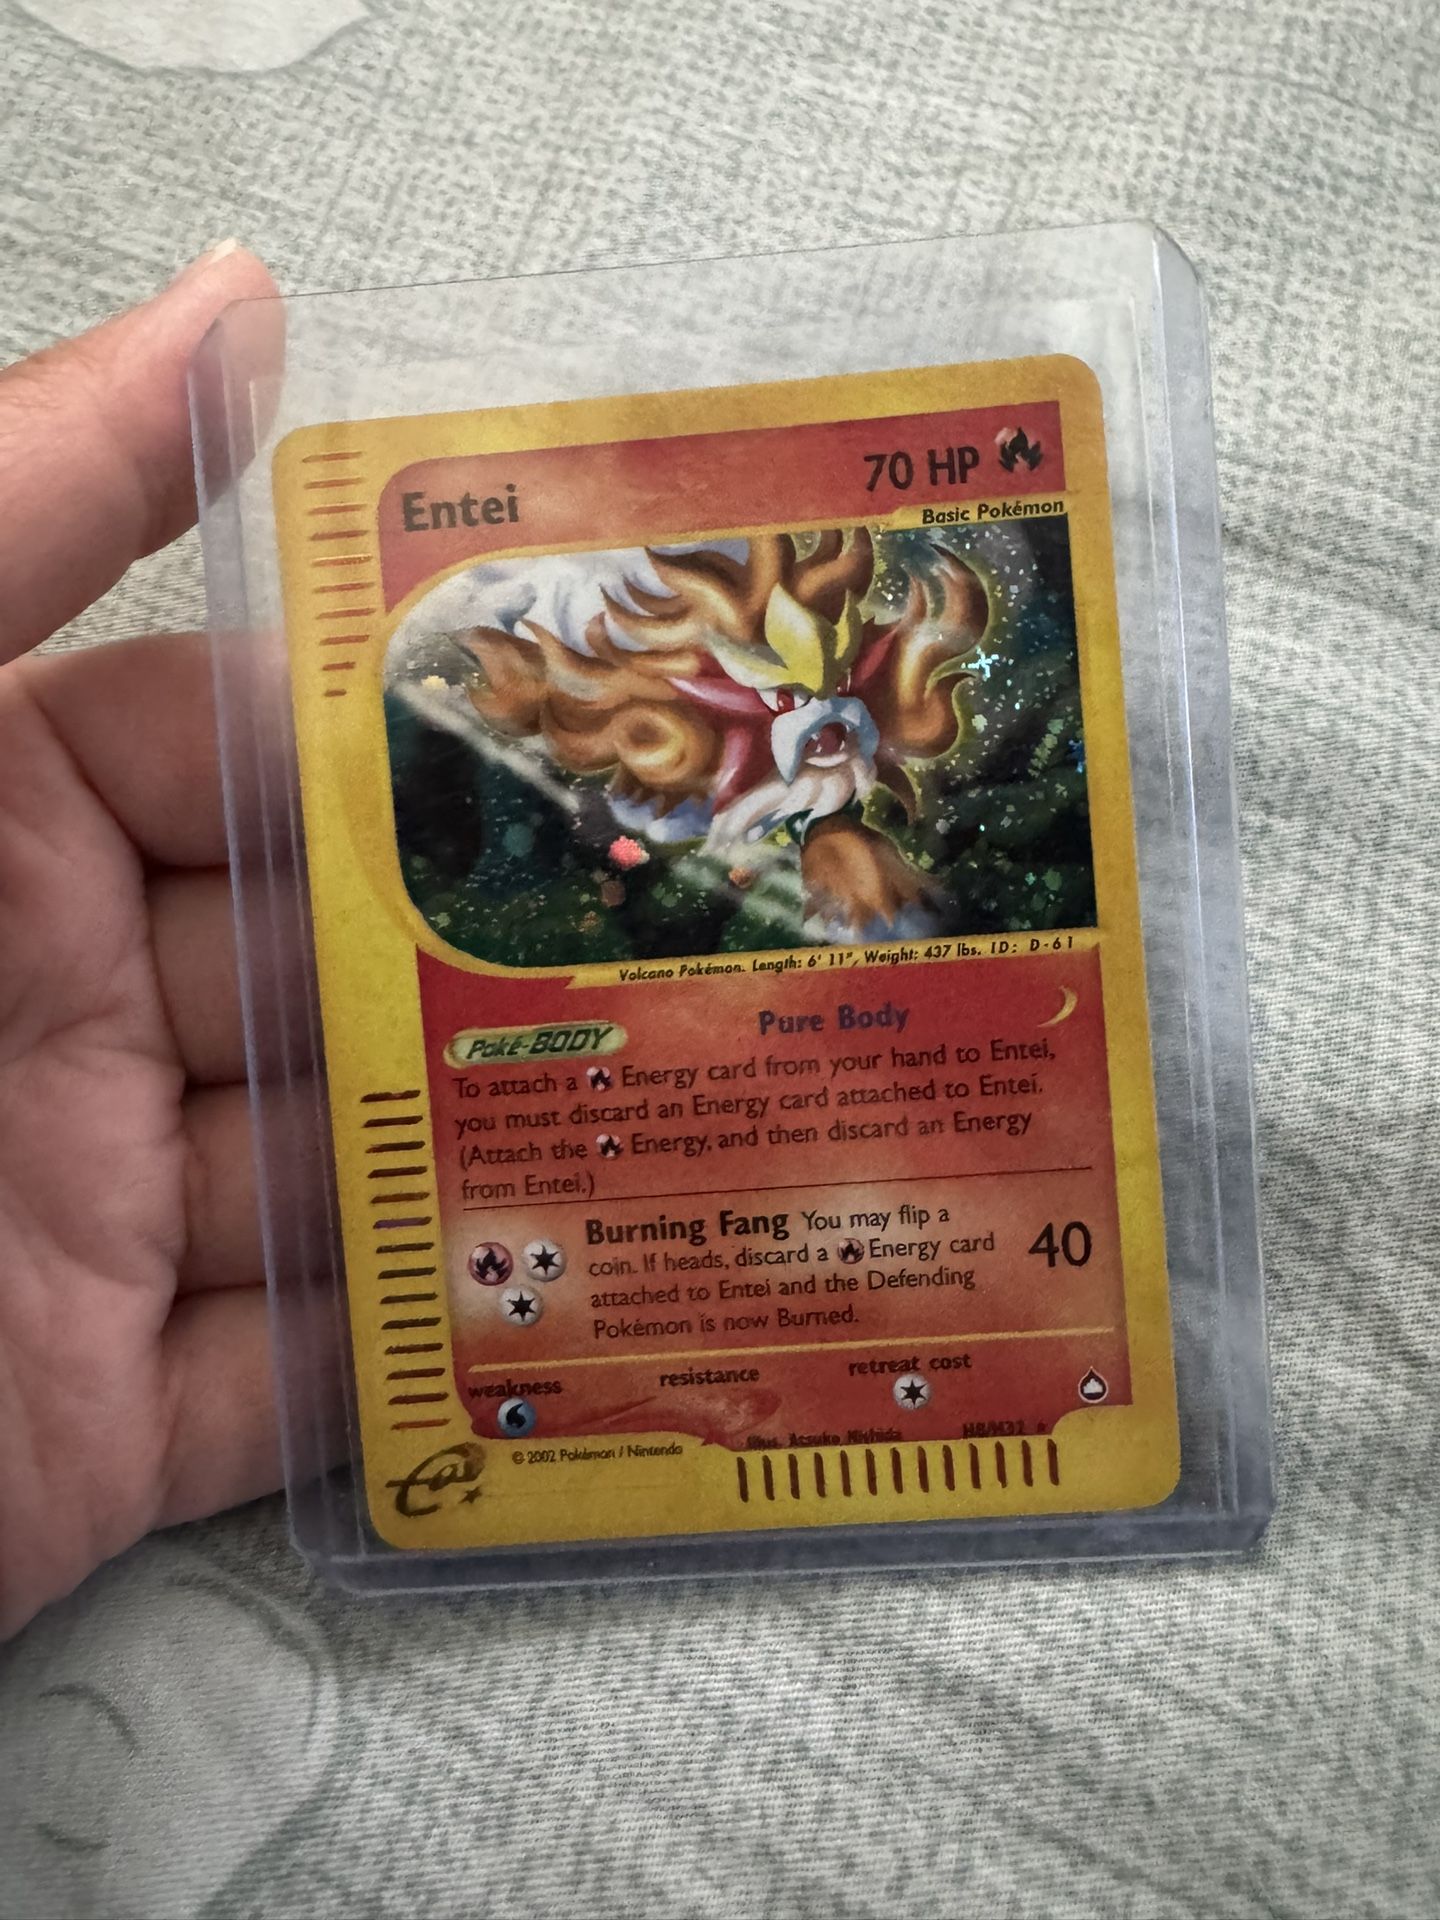 Entei
70 HP
Basic Pokémon
Volcano Pokémon. Length: 6' 11", Weight: 437 lbs. ID: D-61
Poké-BODY
Pure Body
To attach a Energy card from your hand to Entei,
you must discard an Energy card attached to Entei.
(Attach the Energy, and then discard an Energy
from Entei.)
Burning Fang You may flip a
coin. If heads, discard a Energy card
attached to Entei and the Defending
Pokémon is now Burned.
40
weakness
resistance
retreat cost
© 2002 Pokémon / Nintendo
Illus. Atsuko Nishida